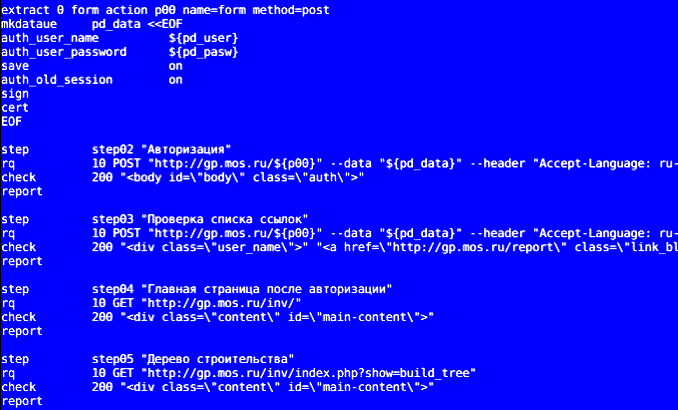 extract 0 form action p00 name=form method=post
mkdataue     pd_data <<EOF
auth_user_name          ${pd_user}
auth_user_password      ${pd_pasw}
save                    on
auth_old_session        on
sign
cert
EOF
step         step02 "Авторизация"
rq           10 POST "http://gp.mos.ru/${p00}" --data "${pd_data}" --header "Accept-Language: ru-
check        200 "<body id=\"body\" class=\"auth\">"
report
step         step03 "Проверка списка ссылок"
rq           10 POST "http://gp.mos.ru/${p00}" --data "${pd_data}" --header "Accept-Language: ru-
check        200 "<div class=\"user_name\">" "<a href=\"http://gp.mos.ru/report\" class=\"link_bl
report
step         step04 "Главная страница после авторизации"
rq           10 GET "http://gp.mos.ru/inv/"
check        200 "<div class=\"content\" id=\"main-content\">"
report
step         step05 "Дерево строительства"
rq           10 GET "http://gp.mos.ru/inv/index.php?show=build_tree"
check        200 "<div class=\"content\" id=\"main-content\">"
report